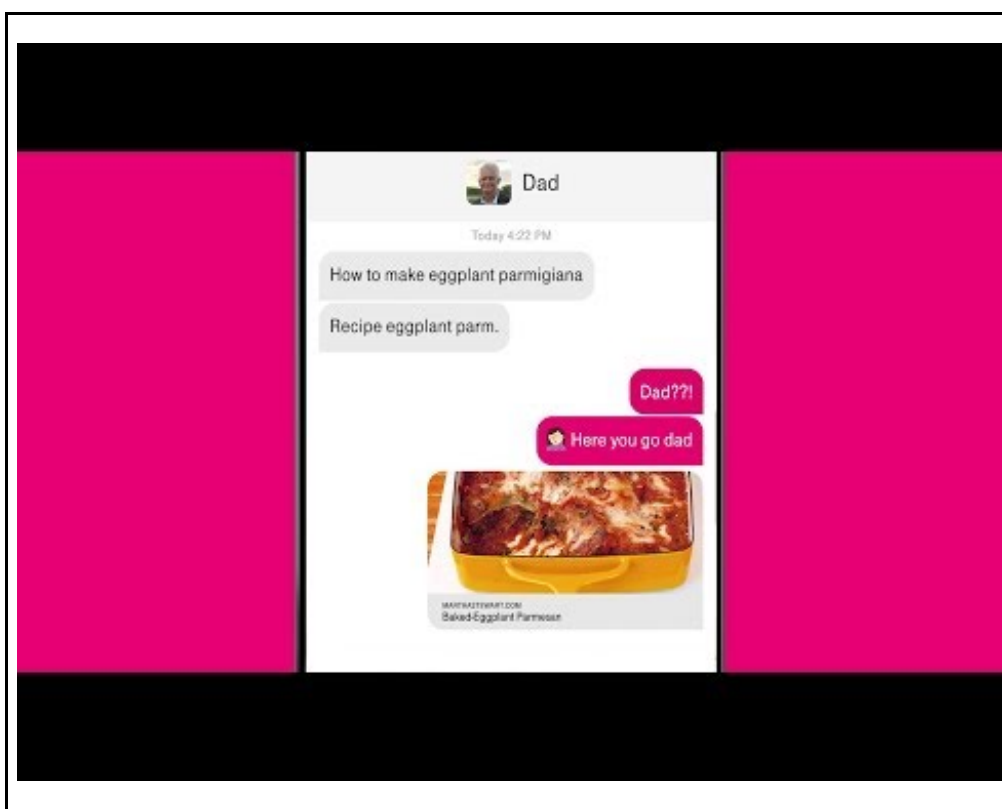 Dad
Today 4:22 PM
How to make eggplant parmigiana
Recipe eggplant parm.
Dad??!
Here you go dad
MARTHASTEWART.COM
Baked-Eggplant Parmesan